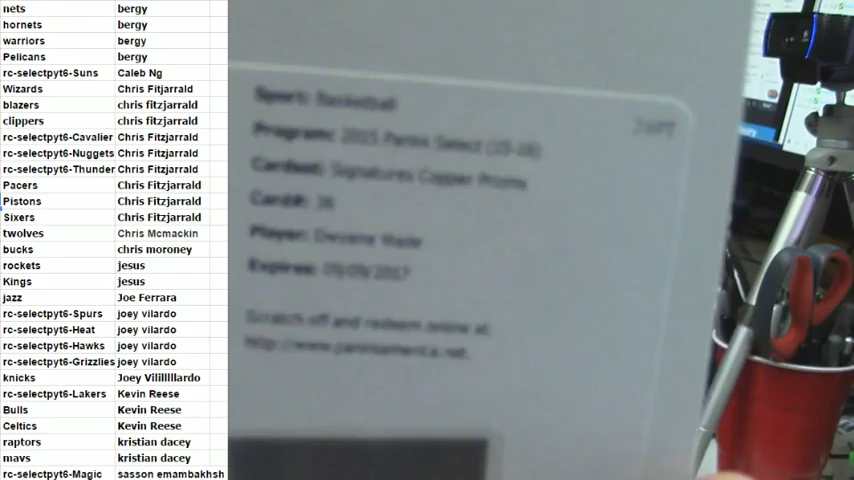 nets bergy
hornets bergy
warriors bergy
Pelicans bergy
rc-selectpyt6-Suns Caleb Ng
Wizards Chris Fitjarrald
blazers chris fitzjarrald
clippers chris fitzjarrald
rc-selectpyt6-Cavalier Chris Fitzjarrald
rc-selectpyt6-Nuggets Chris Fitzjarrald
rc-selectpyt6-Thunder Chris Fitzjarrald
Pacers Chris Fitzjarrald
Pistons Chris Fitzjarrald
Sixers Chris Fitzjarrald
twolves Chris Mcmackin
bucks chris moroney
rockets jesus
Kings jesus
jazz Joe Ferrara
rc-selectpyt6-Spurs joey vilardo
rc-selectpyt6-Heat joey vilardo
rc-selectpyt6-Hawks joey vilardo
rc-selectpyt6-Grizzlies joey vilardo
knicks Joey Villlllllardo
rc-selectpyt6-Lakers Kevin Reese
Bulls Kevin Reese
Celtics Kevin Reese
raptors kristian dacey
mavs kristian dacey
rc-selectpyt6-Magic sasson emambakhsh
Sport: Basketball
Program: 2015 Panini Select (15-16)
Cardset: Signatures Copper Prizms
Card#: 36
Player: Dwyane Wade
Expires: 09/09/2017
Scratch off and redeem online at
http://www.paniniamerica.net.